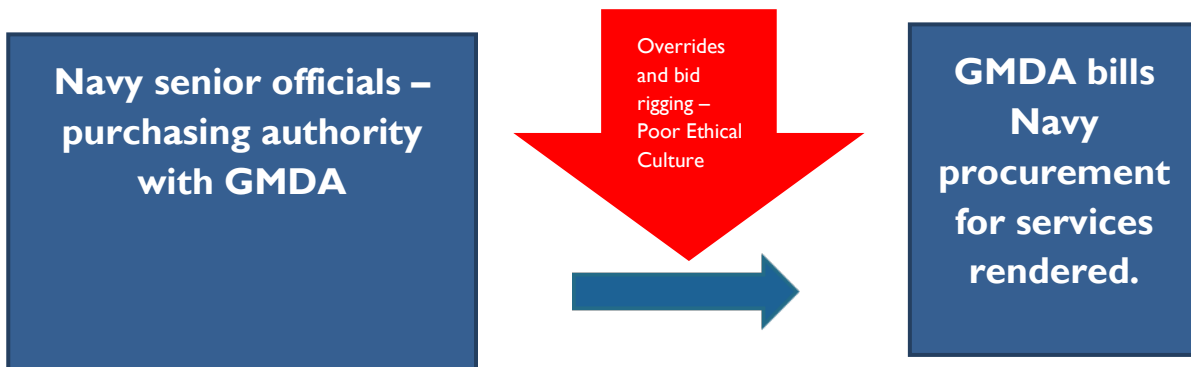 Navy senior officials –
purchasing authority
with GMDA
Overrides
and bid
rigging –
Poor Ethical
Culture
GMDA bills
Navy
procurement
for services
rendered.